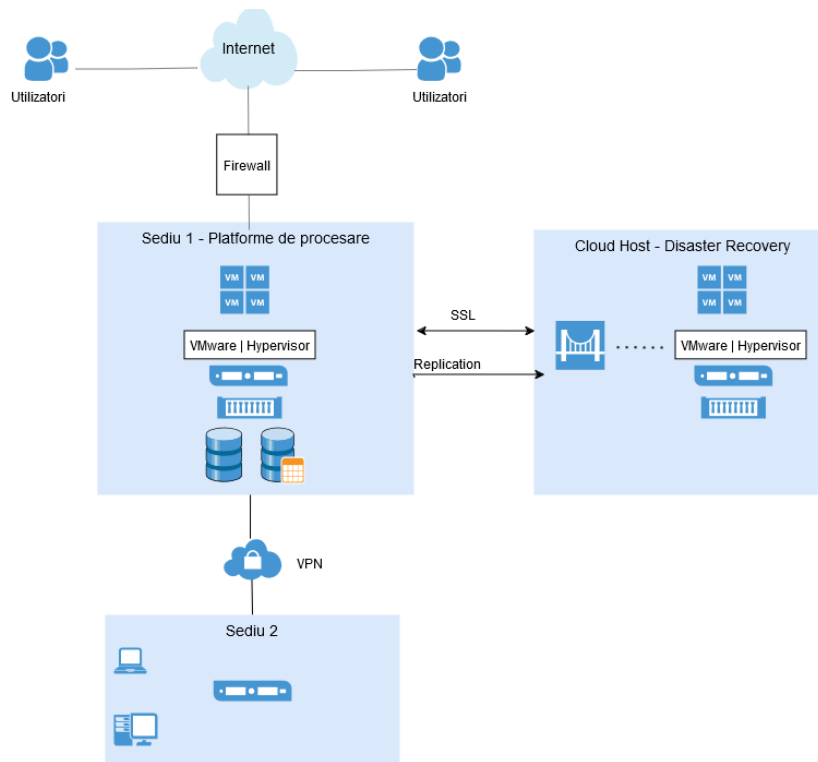 Internet
Utilizatori
Utilizatori
Firewall
Sediu 1 - Platforme de procesare
VM VM
VM VM
VMware | Hypervisor
SSL
Replication
Cloud Host - Disaster Recovery
VM VM
VM VM
VMware | Hypervisor
VPN
Sediu 2